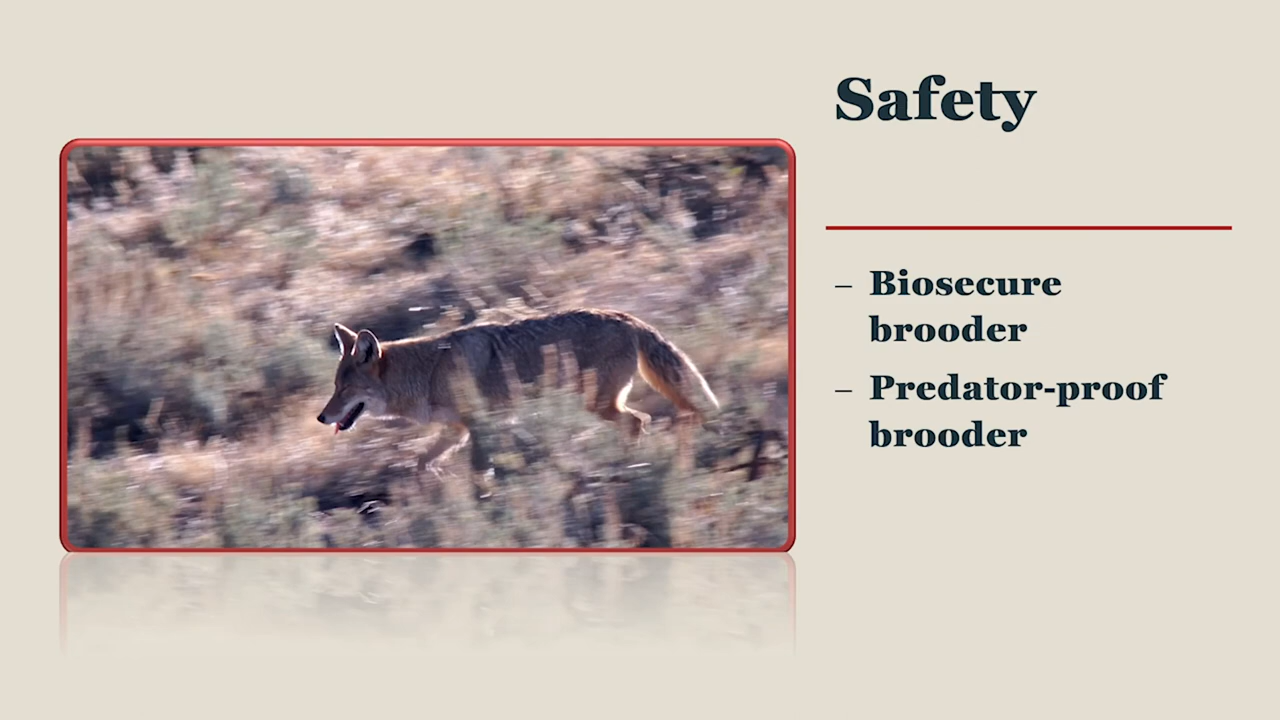 Safety
– Biosecure
brooder
– Predator-proof
brooder